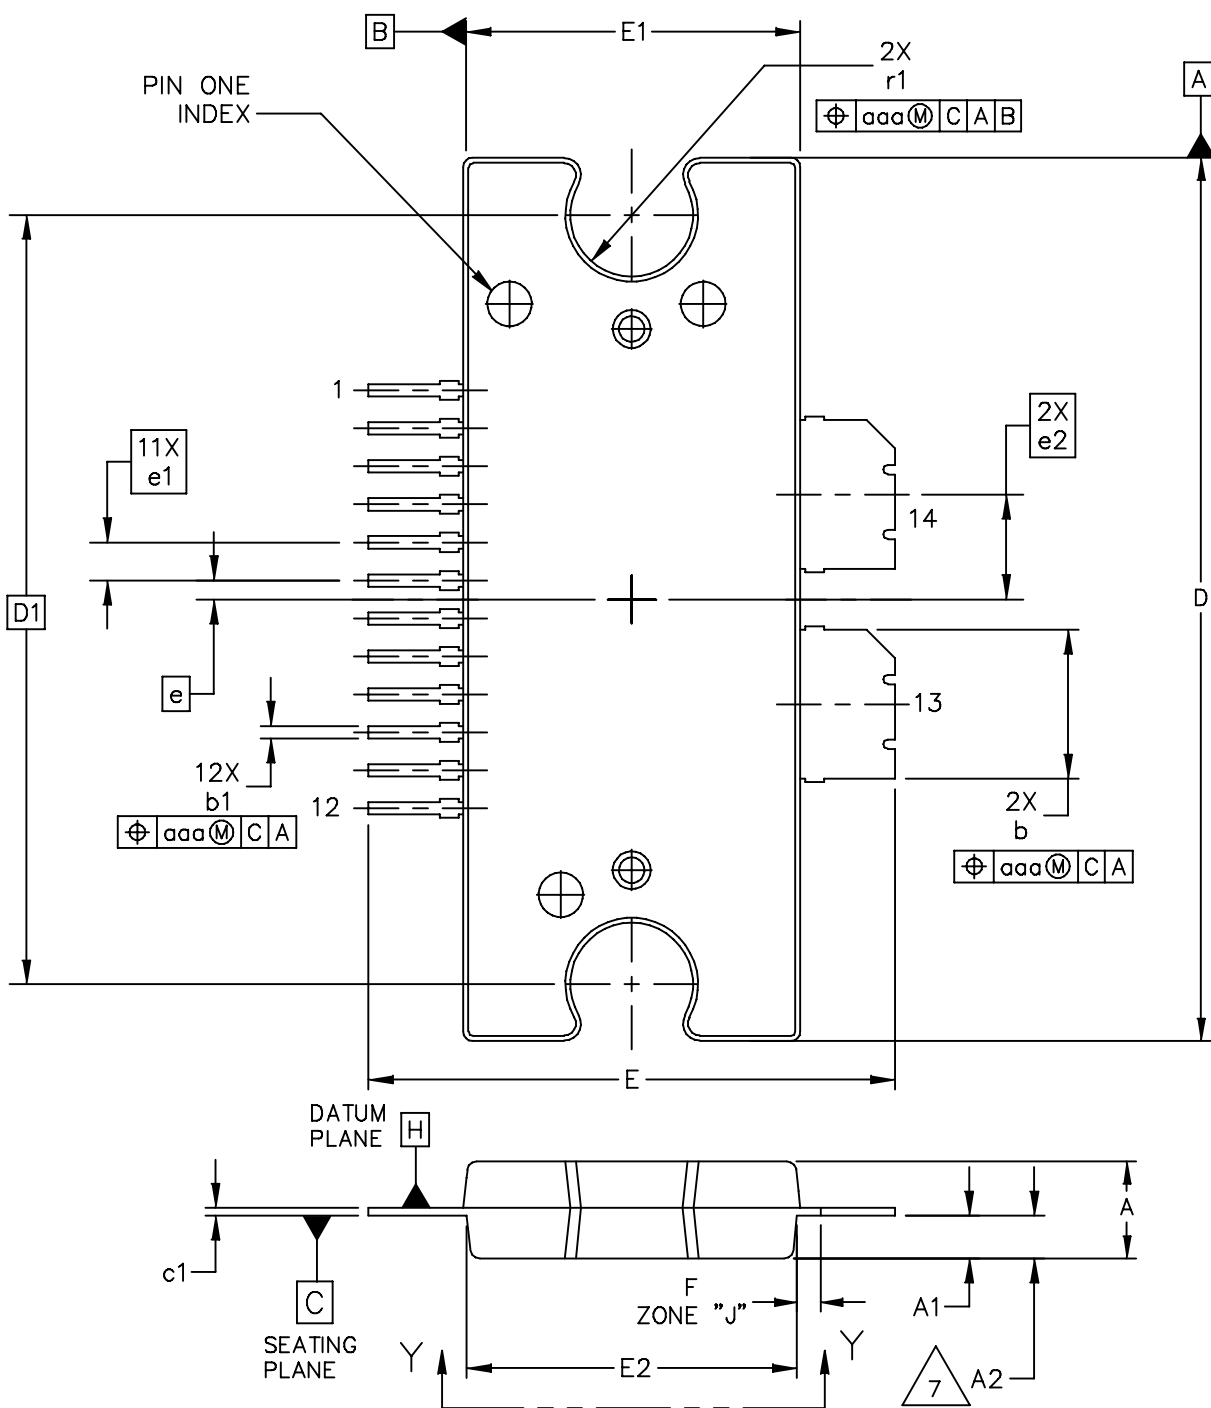 B
E1
2X
r1
⌖ aaa Ⓜ C A B
A
PIN ONE
INDEX
1
11X
e1
2X
e2
14
D1
D
e
13
12X
b1
⌖ aaa Ⓜ C A
12
2X
b
⌖ aaa Ⓜ C A
E
DATUM
PLANE
H
A
c1
C
SEATING
PLANE
F
ZONE "J"
A1
Y
E2
Y
7
A2